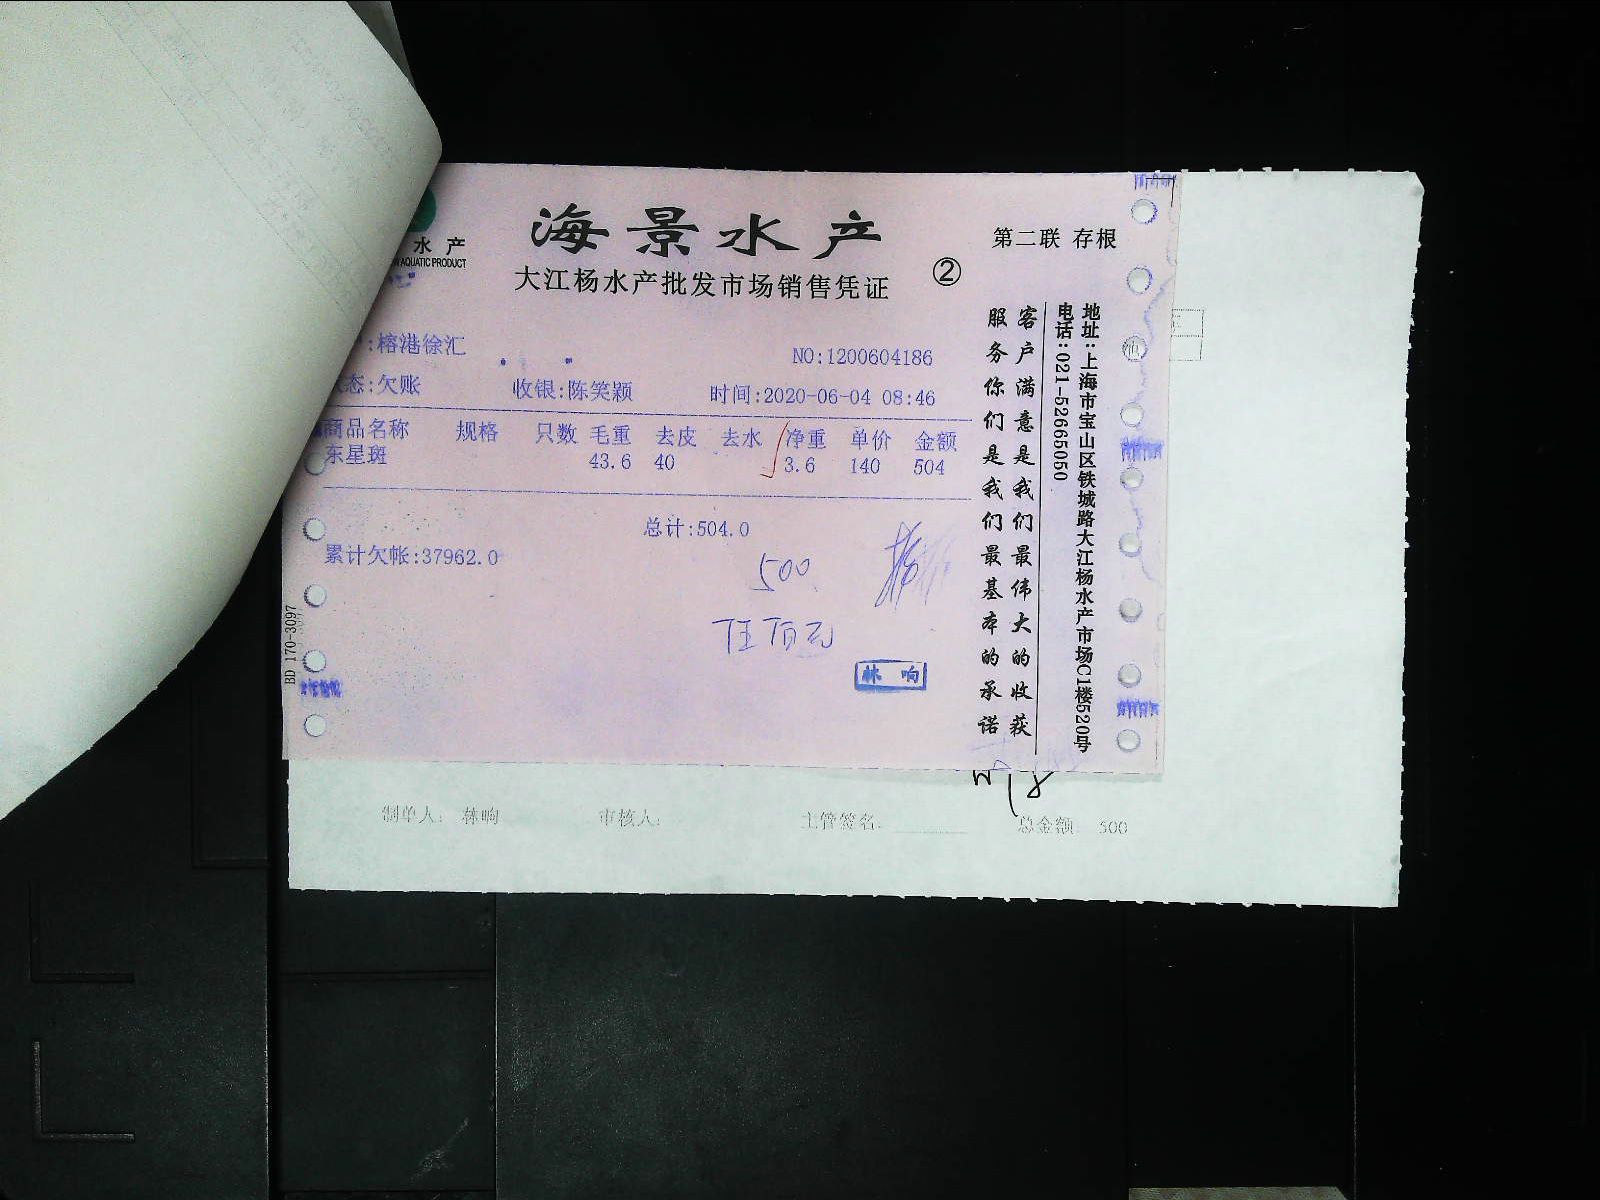 海景水产
第二联 存根
水产
AQUATIC PRODUCT
大江杨水产批发市场销售凭证
②
:榕港徐汇
NO:1200604186
态:欠账 收银:陈笑颖 时间:2020-06-04 08:46
商品名称 规格 只数 毛重 去皮 去水 净重 单价 金额
东星斑 43.6 40 3.6 140 504
总计:504.0
累计欠帐:37962.0
500
伍佰元
林响
客户满意是我们最伟大的收获
服务你们是我们最基本的承诺
地址:上海市宝山区铁城路大江杨水产市场C1楼520号
电话:021-52665050
BD 170-3097
制单人: 林响 审核人: 主管签名: 总金额: 500